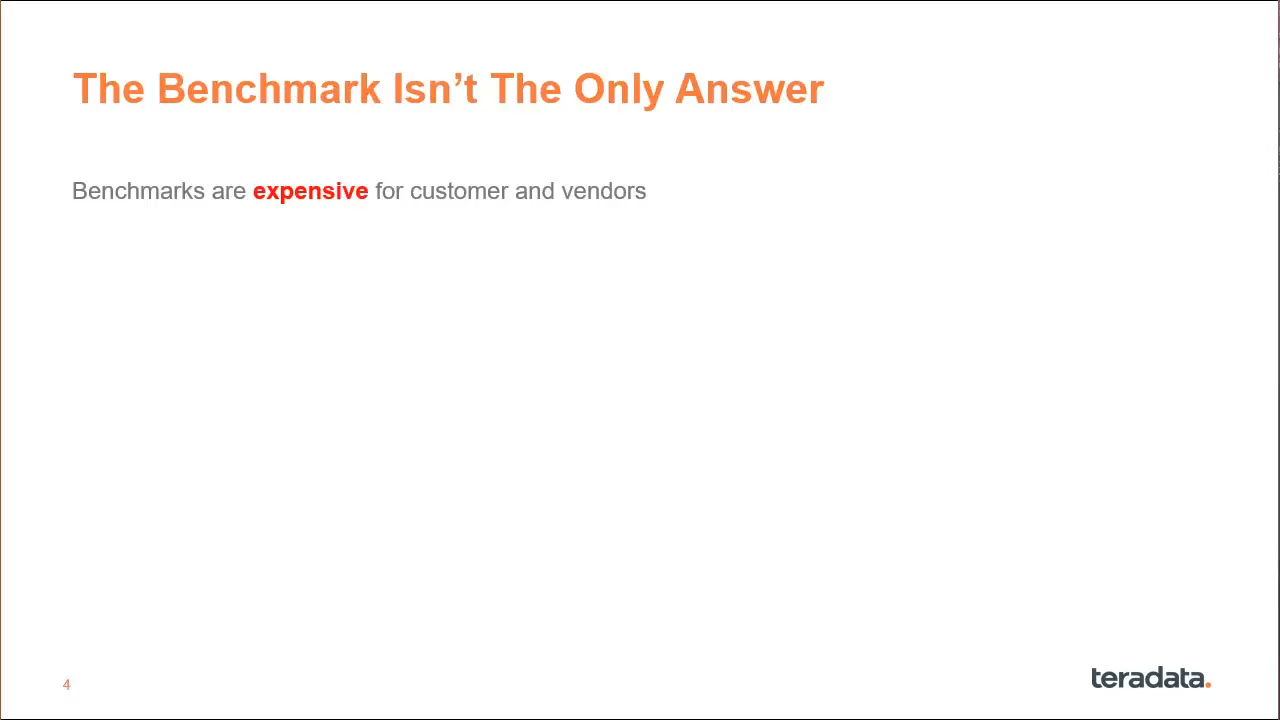 The Benchmark Isn’t The Only Answer
Benchmarks are expensive for customer and vendors
4
teradata.